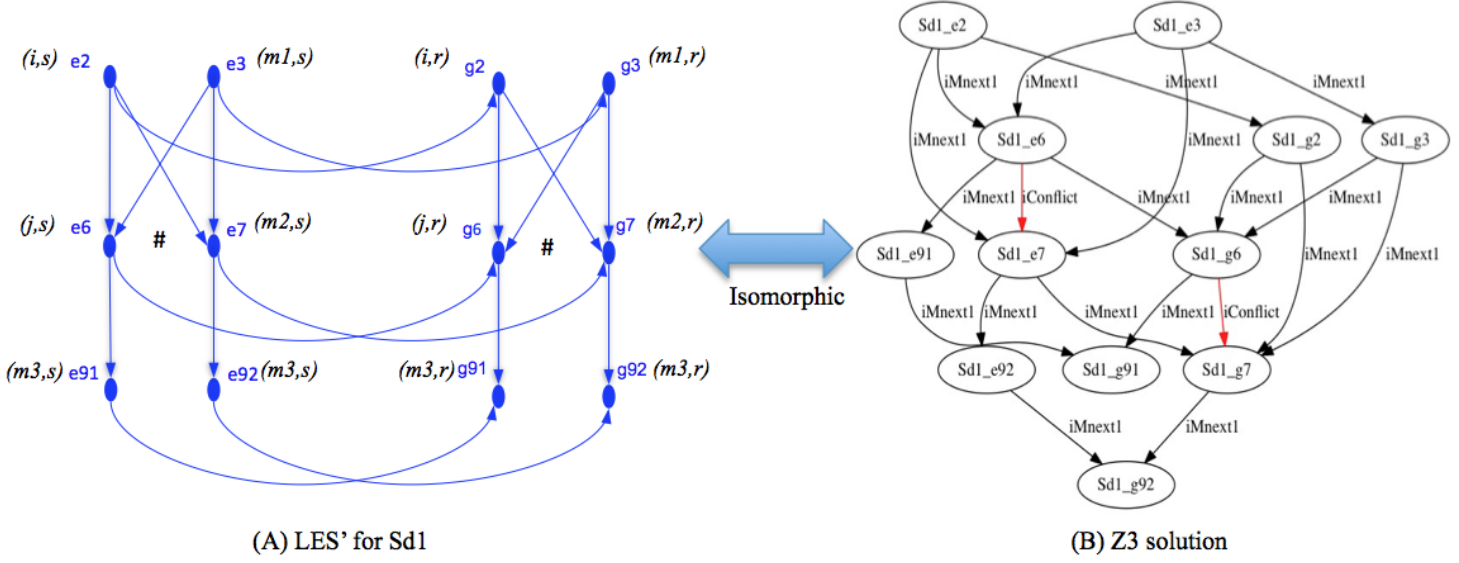 (i,s) e2 e3 (m1,s) (i,r) g2 g3 (m1,r)
(j,s) e6 # e7 (m2,s) (j,r) g6 # g7 (m2,r)
(m3,s) e91 e92 (m3,s) (m3,r) g91 g92 (m3,r)
(A) LES’ for Sd1
Isomorphic
Sd1_e2 Sd1_e3
iMnext1 iMnext1 iMnext1 iMnext1
Sd1_e6 Sd1_g2 Sd1_g3
iMnext1 iMnext1
iMnext1 iConflict iMnext1 iMnext1 iMnext1
Sd1_e91 Sd1_e7 Sd1_g6 iMnext1 iMnext1
iMnext1 iMnext1 iMnext1 iMnext1 iConflict
Sd1_e92 Sd1_g91 Sd1_g7
iMnext1 iMnext1
Sd1_g92
(B) Z3 solution